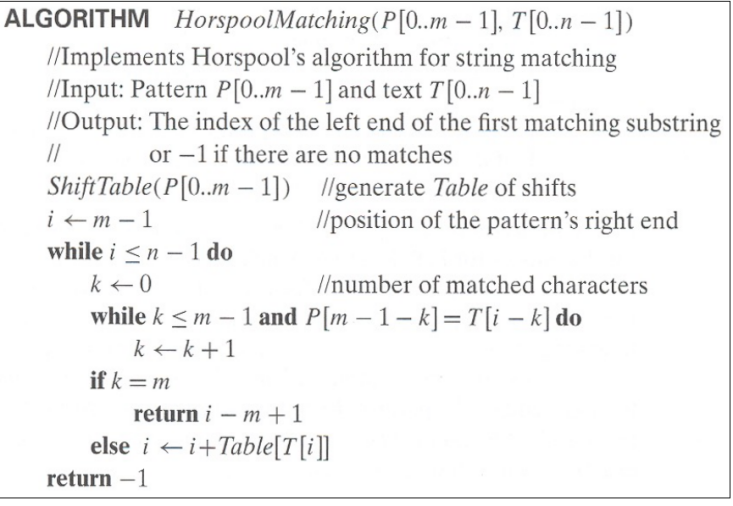 ALGORITHM HorspoolMatching(P[0..m − 1], T[0..n − 1])
//Implements Horspool's algorithm for string matching
//Input: Pattern P[0..m − 1] and text T[0..n − 1]
//Output: The index of the left end of the first matching substring
// or −1 if there are no matches
ShiftTable(P[0..m − 1]) //generate Table of shifts
i ← m − 1 //position of the pattern's right end
while i ≤ n − 1 do
k ← 0 //number of matched characters
while k ≤ m − 1 and P[m − 1 − k] = T[i − k] do
k ← k + 1
if k = m
return i − m + 1
else i ← i + Table[T[i]]
return −1